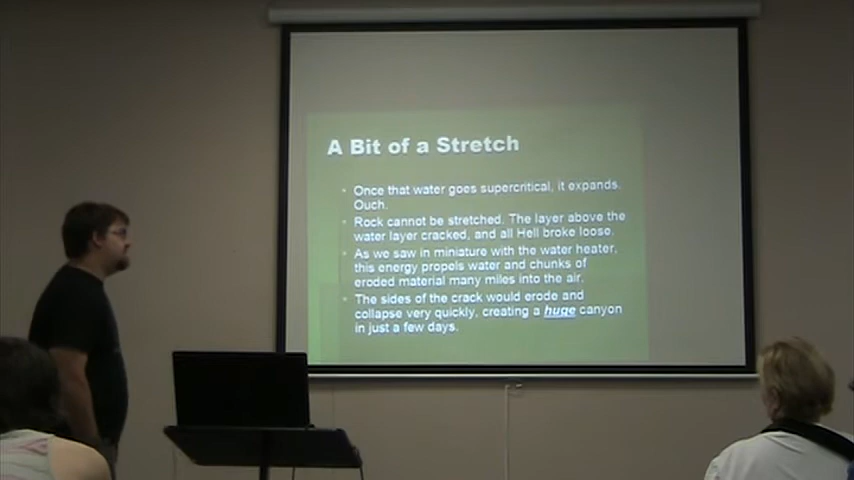 A Bit of a Stretch
Once that water goes supercritical, it expands.
Ouch.
Rock cannot be stretched. The layer above the
water layer cracked, and all Hell broke loose.
As we saw in miniature with the water heater,
this energy propels water and chunks of
eroded material many miles into the air.
The sides of the crack would erode and
collapse very quickly, creating a huge canyon
in just a few days.